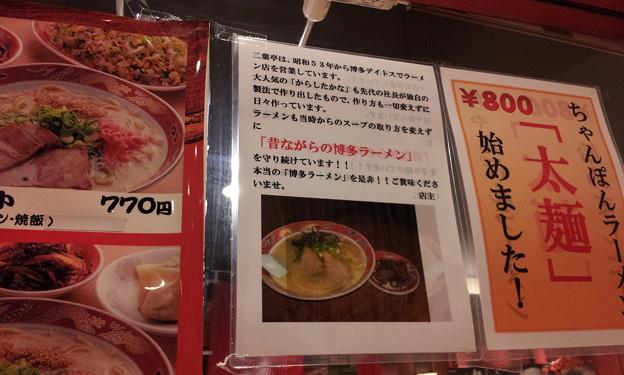 770円
ン・焼飯）
二葉亭は、昭和５３年から博多デイトスでラーメ
ン店を営業しています。
大人気の「からしたかな」も先代の社長が独自の
製法で作り出したもので、作り方も一切変えずに
日々作っています。
ラーメンも当時からのスープの取り方を変えず
に
「昔ながらの博多ラーメン」
を守り続けています！！
本当の「博多ラーメン」を是非！！ご賞味くださ
いませ。
店主
ちゃんぽんラーメン
¥800
「太麺」
始めました！